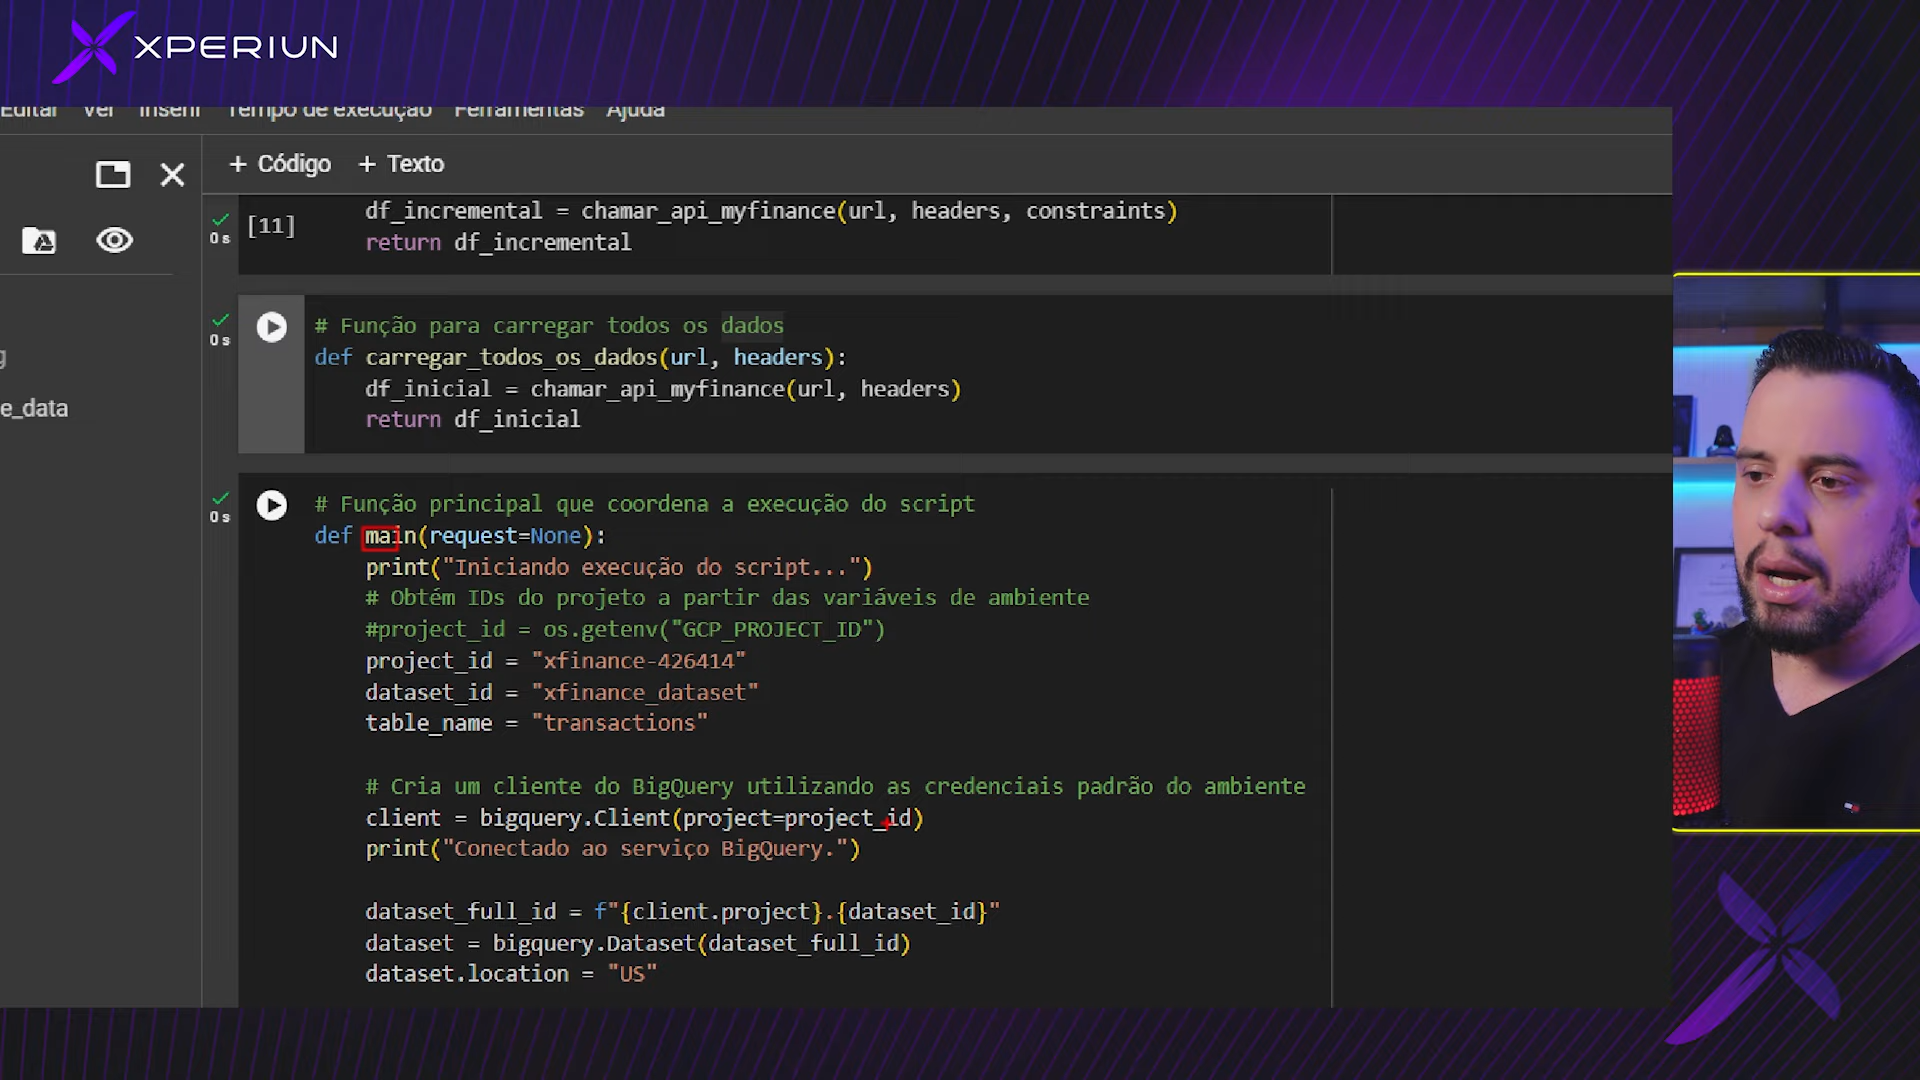 XPERIUN
Editar Ver Inserir Tempo de execução Ferramentas Ajuda
+ Código + Texto
[11]
0 s
df_incremental = chamar_api_myfinance(url, headers, constraints)
return df_incremental
0 s
# Função para carregar todos os dados
def carregar_todos_os_dados(url, headers):
df_inicial = chamar_api_myfinance(url, headers)
return df_inicial
e_data
0 s
# Função principal que coordena a execução do script
def main(request=None):
print("Iniciando execução do script...")
# Obtém IDs do projeto a partir das variáveis de ambiente
#project_id = os.getenv("GCP_PROJECT_ID")
project_id = "xfinance-426414"
dataset_id = "xfinance_dataset"
table_name = "transactions"
# Cria um cliente do BigQuery utilizando as credenciais padrão do ambiente
client = bigquery.Client(project=project_id)
print("Conectado ao serviço BigQuery.")
dataset_full_id = f"{client.project}.{dataset_id}"
dataset = bigquery.Dataset(dataset_full_id)
dataset.location = "US"